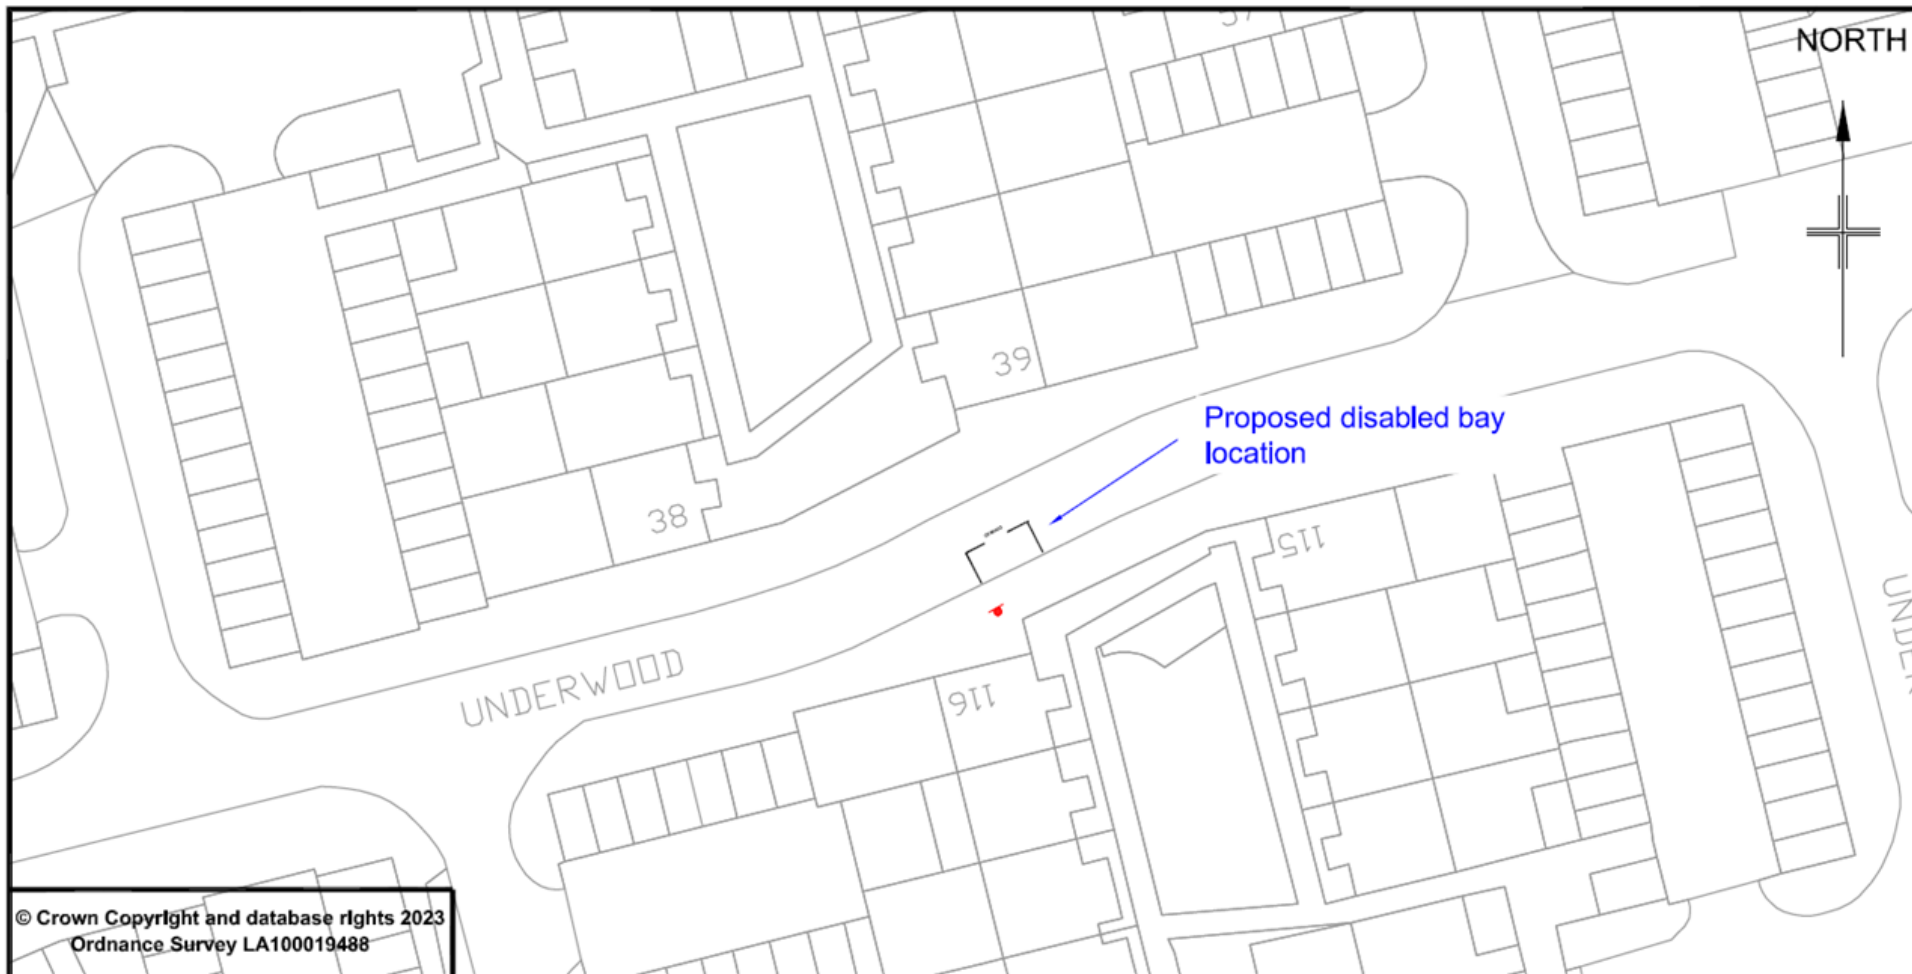 NORTH
39
Proposed disabled bay
location
38
115
UNDERWOOD
116
© Crown Copyright and database rights 2023
Ordnance Survey LA100019488